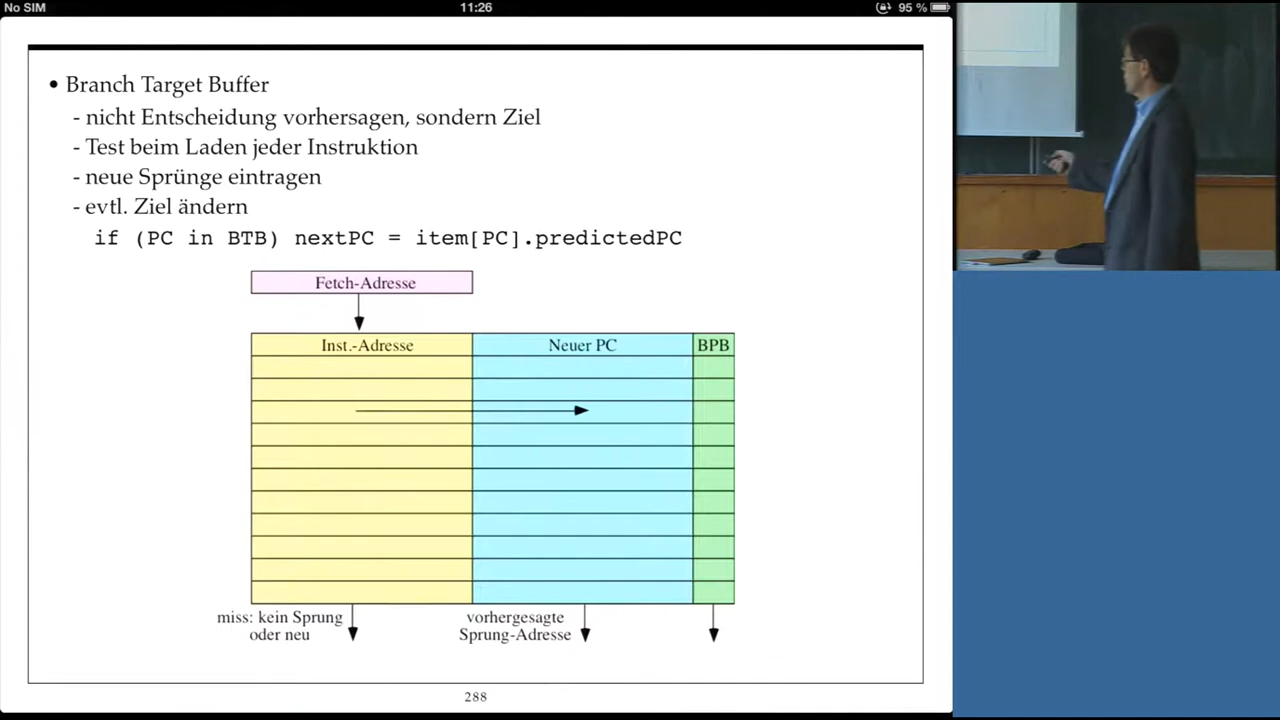 No SIM 11:26 95 %
• Branch Target Buffer
- nicht Entscheidung vorhersagen, sondern Ziel
- Test beim Laden jeder Instruktion
- neue Sprünge eintragen
- evtl. Ziel ändern
if (PC in BTB) nextPC = item[PC].predictedPC
Fetch-Adresse
Inst.-Adresse Neuer PC BPB
miss: kein Sprung
oder neu
vorhergesagte
Sprung-Adresse
288